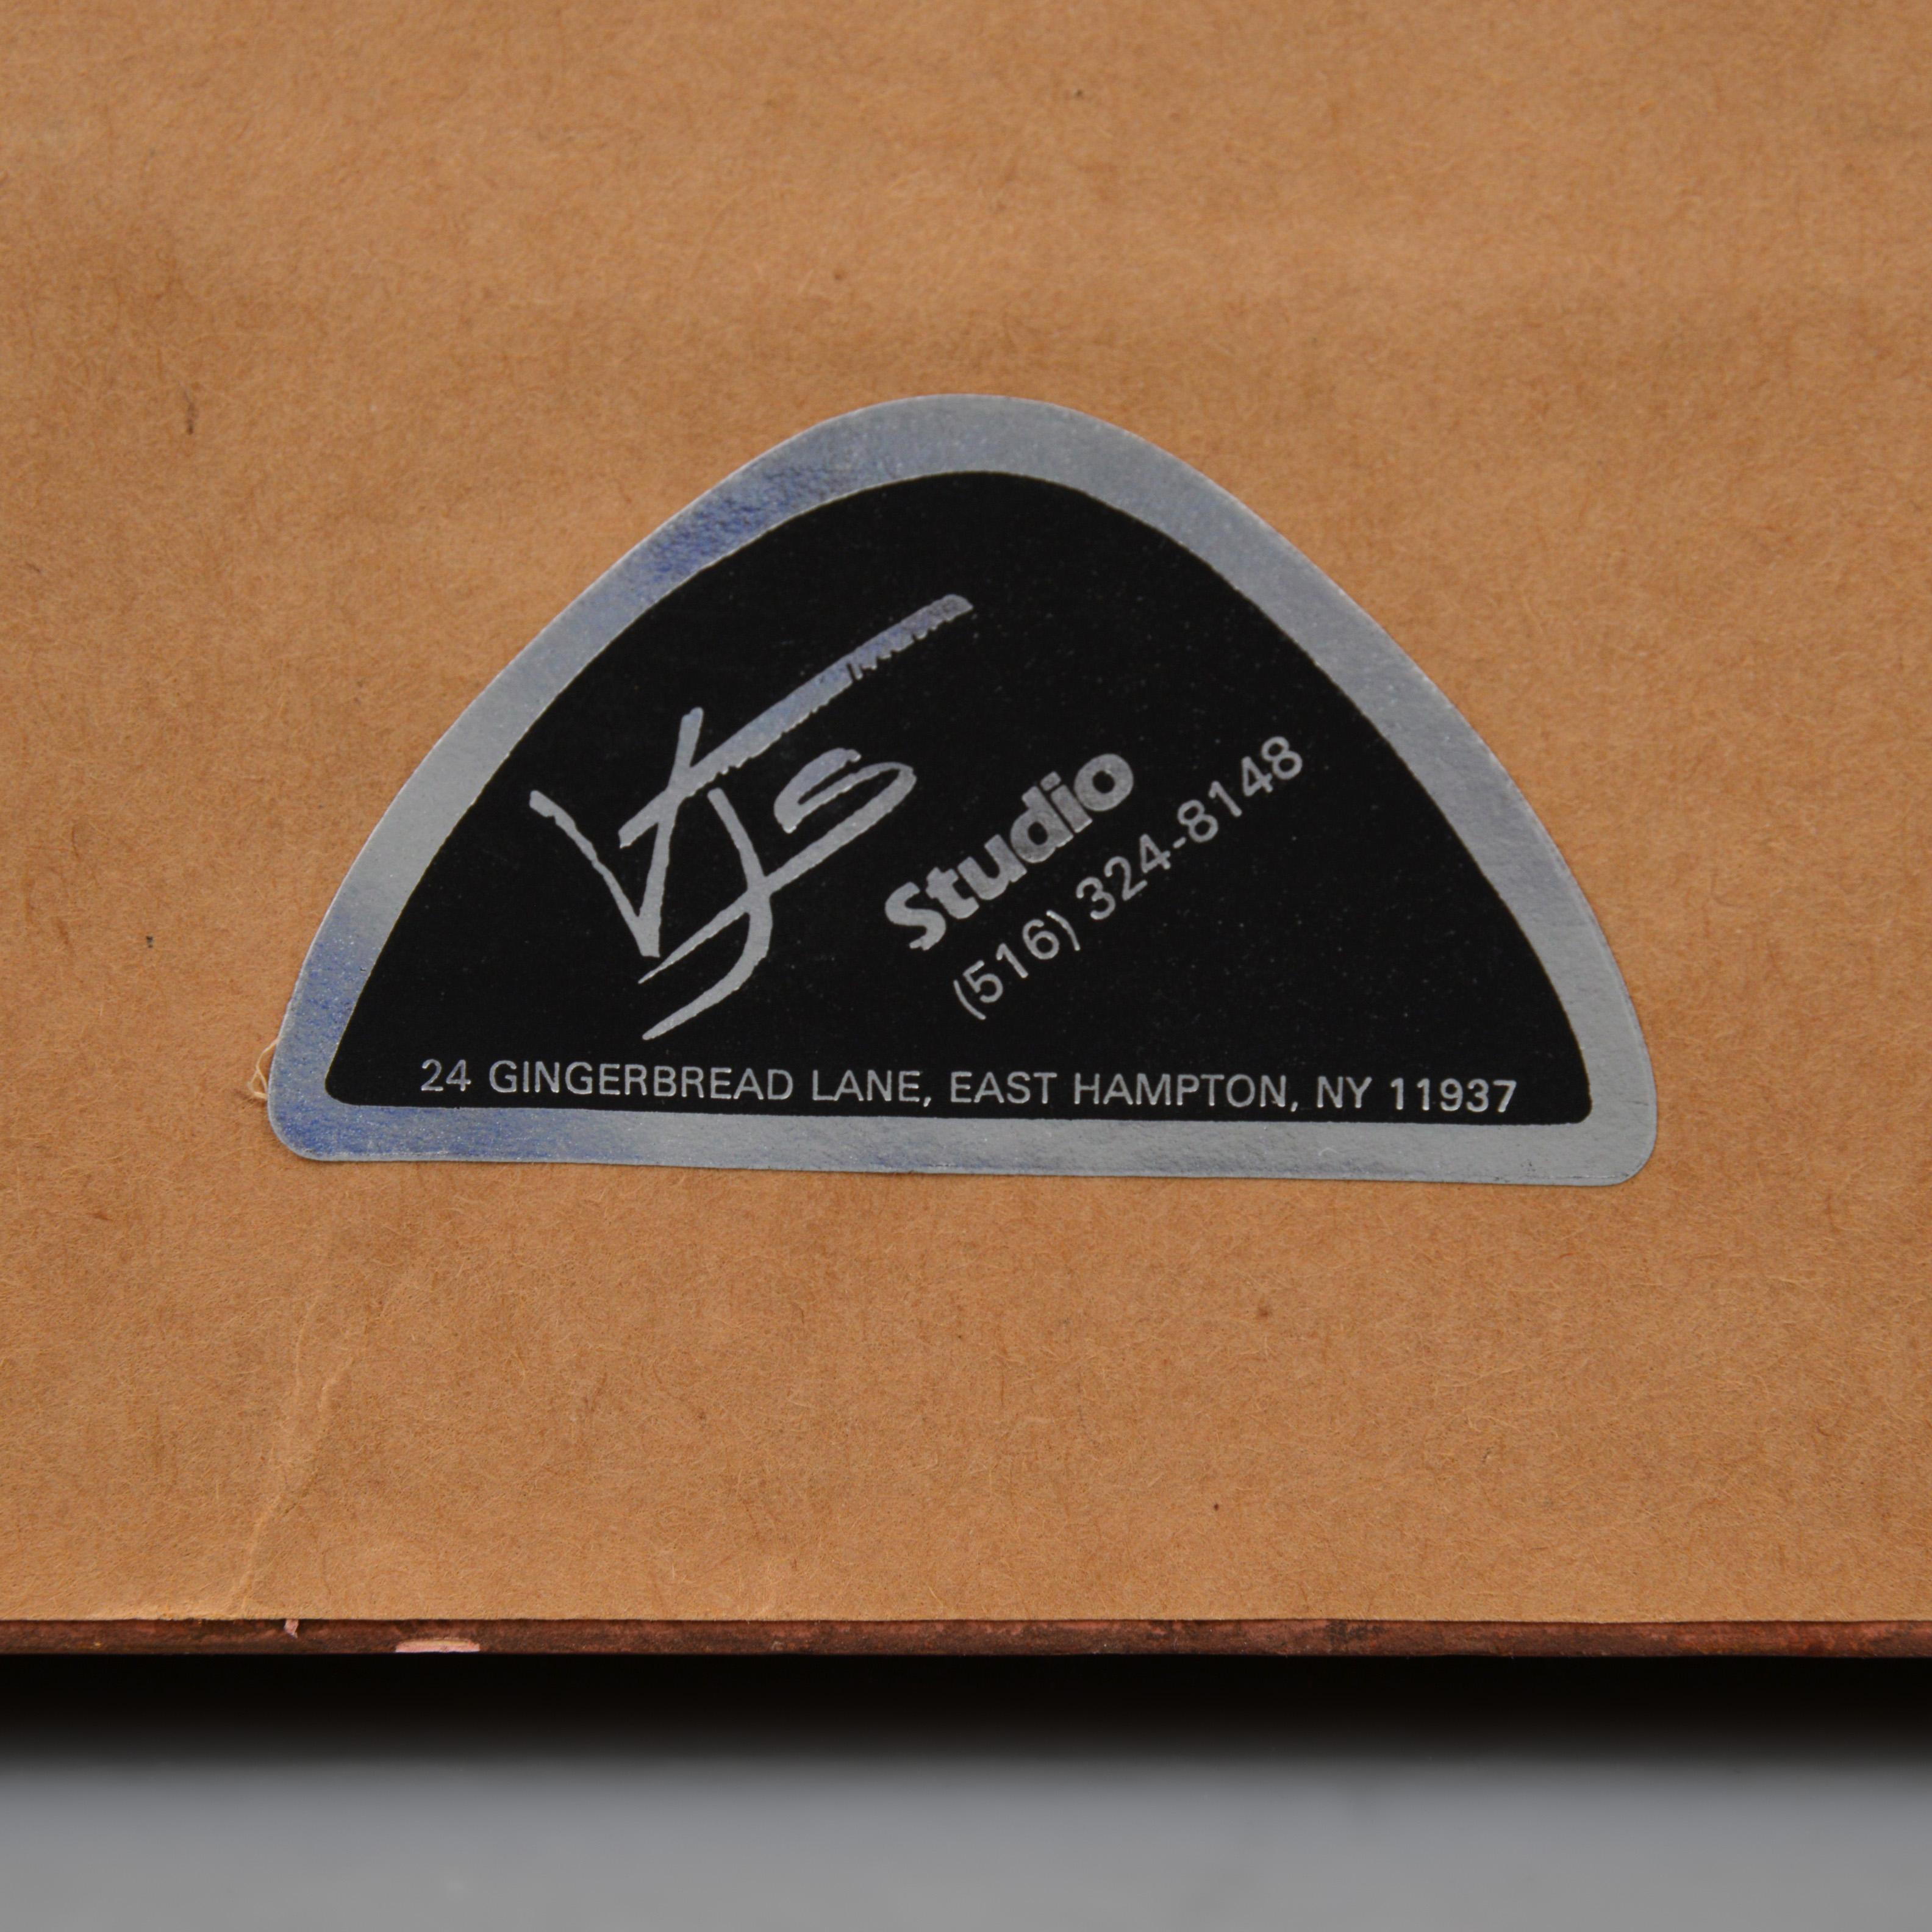 VJS
Studio
(516) 324-8148
24 GINGERBREAD LANE, EAST HAMPTON, NY 11937